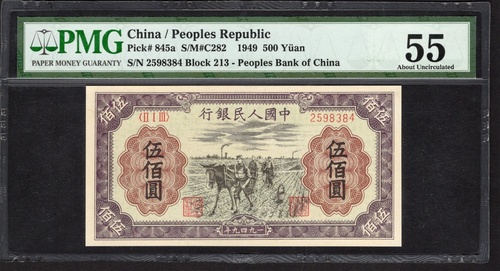 PMG
PAPER MONEY GUARANTY
China / Peoples Republic
Pick# 845a S/M#C282 1949 500 Yüan
S/N 2598384 Block 213 - Peoples Bank of China
55
About Uncirculated
伍佰
伍佰
行銀民人國中
〈II I III〉
2598384
伍佰圓
伍佰圓
年九四九一
伍佰
伍佰